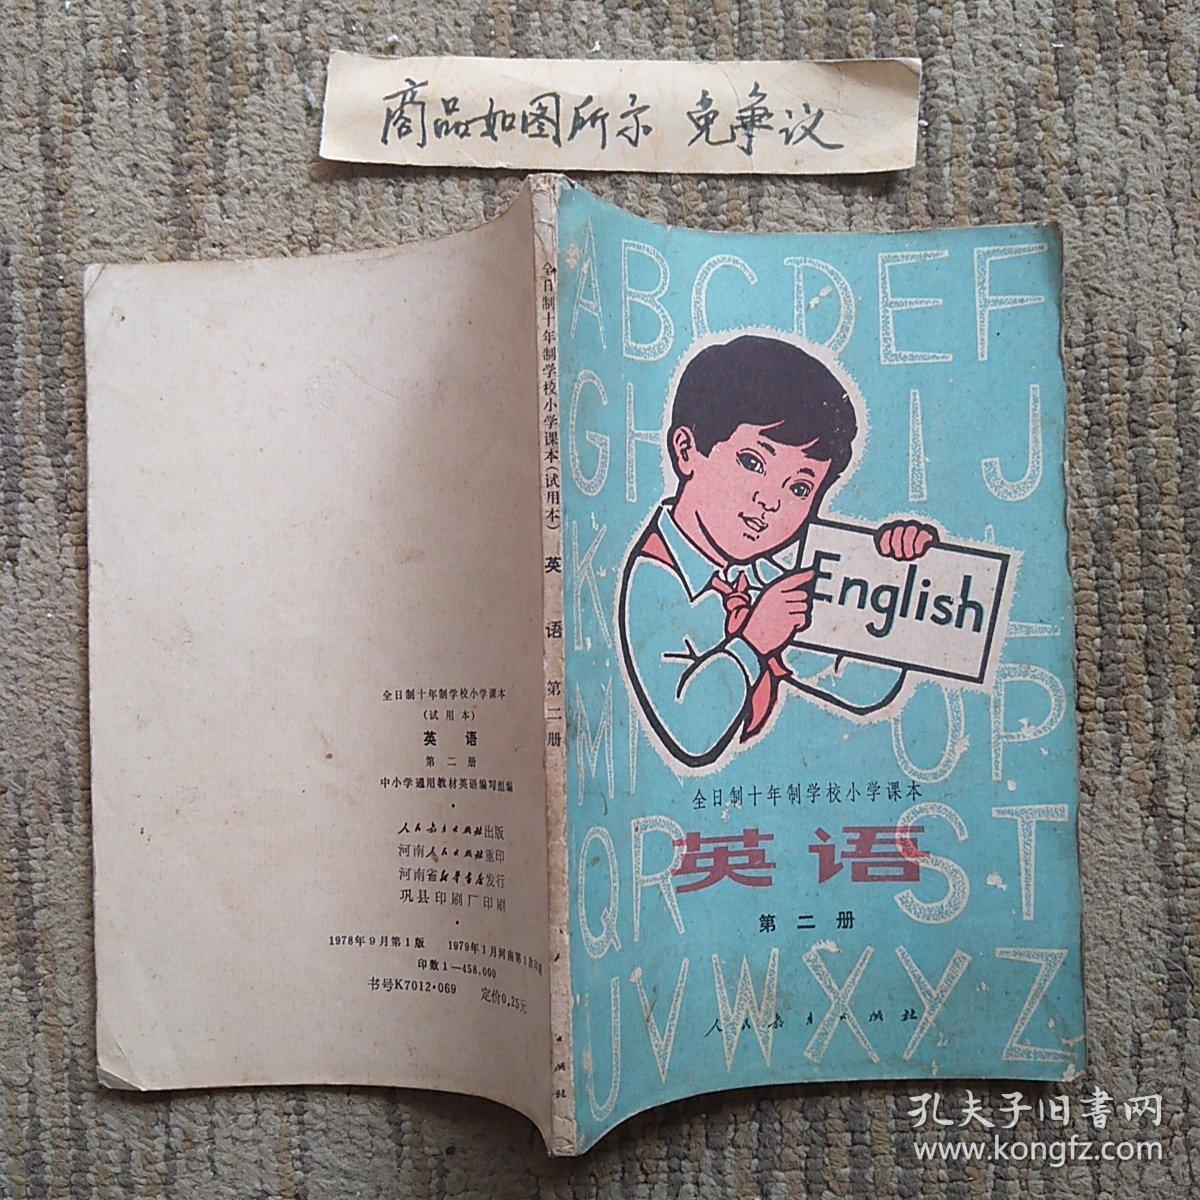 商品如图所示 免争议
全日制十年制学校小学课本(试用本) 英语 第二册
出版社
全日制十年制学校小学课本
(试用本)
英语
第二册
中小学通用教材英语编写组编
人民教育出版社出版
河南人民出版社重印
河南省新华书店发行
巩县印刷厂印刷
1978年9月第1版 1979年1月河南第1次印刷
印数1—458,000
书号K7012·069 定价0.25元
ABCDEF
GH IJ
K L
MN OP
QR ST
UVWXYZ
English
全日制十年制学校小学课本
英语
第二册
人民教育出版社
孔夫子旧书网
www.kongfz.com